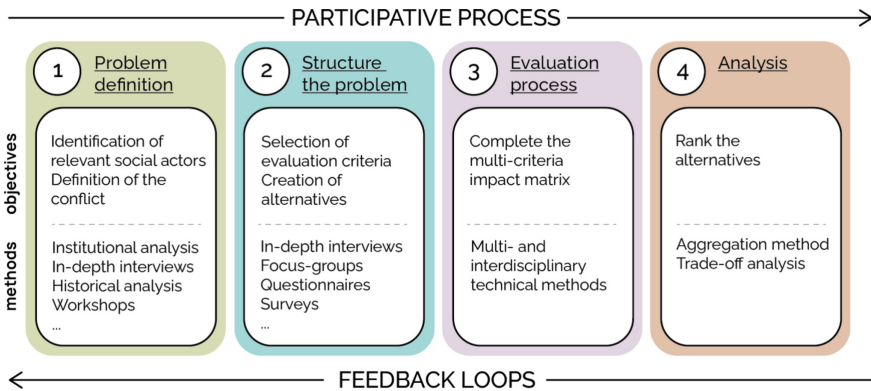 PARTICIPATIVE PROCESS
1
Problem
definition
objectives
Identification of
relevant social actors
Definition of the
conflict
methods
Institutional analysis
In-depth interviews
Historical analysis
Workshops
...
2
Structure
the problem
Selection of
evaluation criteria
Creation of
alternatives
In-depth interviews
Focus-groups
Questionnaires
Surveys
...
3
Evaluation
process
Complete the
multi-criteria
impact matrix
Multi- and
interdisciplinary
technical methods
4
Analysis
Rank the
alternatives
Aggregation method
Trade-off analysis
FEEDBACK LOOPS